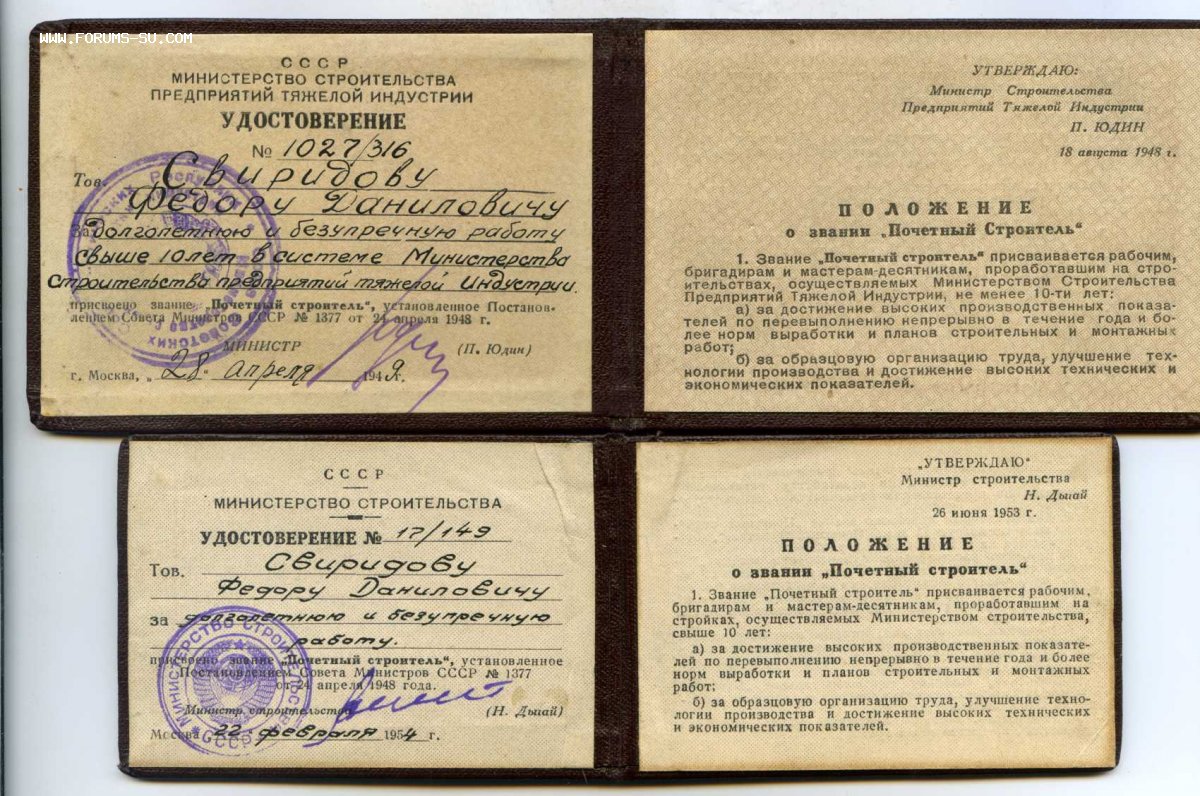 WWW.FORUMS-SU.COM
СССР
МИНИСТЕРСТВО СТРОИТЕЛЬСТВА
ПРЕДПРИЯТИЙ ТЯЖЕЛОЙ ИНДУСТРИИ
УДОСТОВЕРЕНИЕ
№ 1027/316
Тов. Свиридову
Федору Даниловичу
За долголетнюю и безупречную работу
свыше 10 лет в системе Министерства
Строительства предприятий тяжелой Индустрии.
присвоено звание „Почетный строитель“, установленное Постанов-
лением Совета Министров СССР № 1377 от 24 апреля 1948 г.
МИНИСТР (П. Юдин)
г. Москва, „28“ апреля 1949 г.
УТВЕРЖДАЮ:
Министр Строительства
Предприятий Тяжелой Индустрии
П. ЮДИН
18 августа 1948 г.
ПОЛОЖЕНИЕ
о звании „Почетный Строитель“
1. Звание „Почетный строитель“ присваивается рабочим,
бригадирам и мастерам-десятникам, проработавшим на стро-
ительствах, осуществляемых Министерством Строительства
Предприятий Тяжелой Индустрии, не менее 10-ти лет:
а) за достижение высоких производственных показа-
телей по перевыполнению непрерывно в течение года и бо-
лее норм выработки и планов строительных и монтажных
работ;
б) за образцовую организацию труда, улучшение тех-
нологии производства и достижение высоких технических и
экономических показателей.
СССР
МИНИСТЕРСТВО СТРОИТЕЛЬСТВА
УДОСТОВЕРЕНИЕ № 17/149
Тов. Свиридову
Федору Даниловичу
за долголетнюю и безупречную
работу.
присвоено звание „Почетный строитель“, установленное
Постановлением Совета Министров СССР № 1377
от 24 апреля 1948 года.
Министр строительства (Н. Дыгай)
Москва 22 февраля 1954 г.
МИНИСТЕРСТВО СТРОИТЕЛЬСТВА
СССР
„УТВЕРЖДАЮ“
Министр строительства
Н. Дыгай
26 июня 1953 г.
ПОЛОЖЕНИЕ
о звании „Почетный строитель“
1. Звание „Почетный строитель“ присваивается рабочим,
бригадирам и мастерам-десятникам, проработавшим на
стройках, осуществляемых Министерством строительства,
свыше 10 лет:
а) за достижение высоких производственных показате-
лей по перевыполнению непрерывно в течение года и более
норм выработки и планов строительных и монтажных
работ;
б) за образцовую организацию труда, улучшение техно-
логии производства и достижение высоких технических
и экономических показателей.